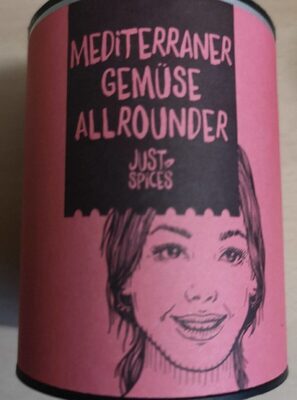 MEDITERRANER
GEMÜSE
ALLROUNDER
JUST
SPICES